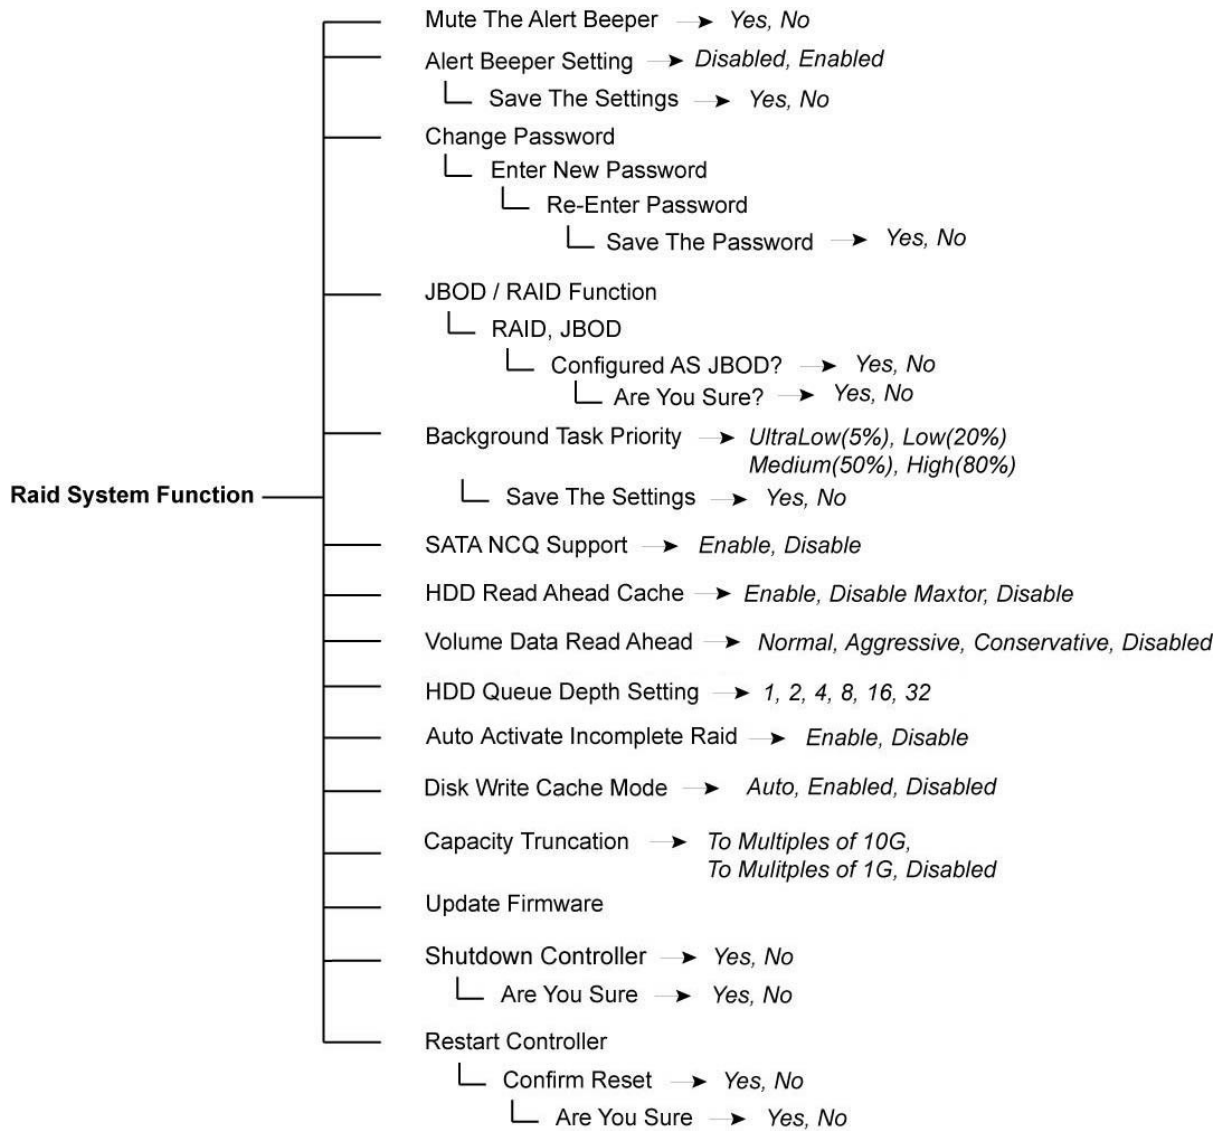 Mute The Alert Beeper Yes, No
Alert Beeper Setting Disabled, Enabled
Save The Settings Yes, No
Change Password
Enter New Password
Re-Enter Password
Save The Password Yes, No
JBOD / RAID Function
RAID, JBOD
Configured AS JBOD? Yes, No
Are You Sure? Yes, No
Background Task Priority UltraLow(5%), Low(20%)
Medium(50%), High(80%)
Raid System Function
Save The Settings Yes, No
SATA NCQ Support Enable, Disable
HDD Read Ahead Cache Enable, Disable Maxtor, Disable
Volume Data Read Ahead Normal, Aggressive, Conservative, Disabled
HDD Queue Depth Setting 1, 2, 4, 8, 16, 32
Auto Activate Incomplete Raid Enable, Disable
Disk Write Cache Mode Auto, Enabled, Disabled
Capacity Truncation To Multiples of 10G,
To Mulitples of 1G, Disabled
Update Firmware
Shutdown Controller Yes, No
Are You Sure Yes, No
Restart Controller
Confirm Reset Yes, No
Are You Sure Yes, No